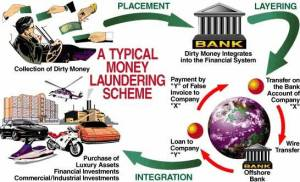 PLACEMENT
LAYERING
BANK
Collection of Dirty Money
Dirty Money Integrates
into the Financial System
A TYPICAL
MONEY
LAUNDERING
SCHEME
Payment by
"Y" of False
Invoice to
Company
"X"
Transfer on
the Bank
Account of
Company
"X"
Loan to
Company
"Y"
Wire
Transfer
BANK
Offshore
Bank
Purchase of
Luxury Assets
Financial Investments
Commercial/Industrial Investments
INTEGRATION